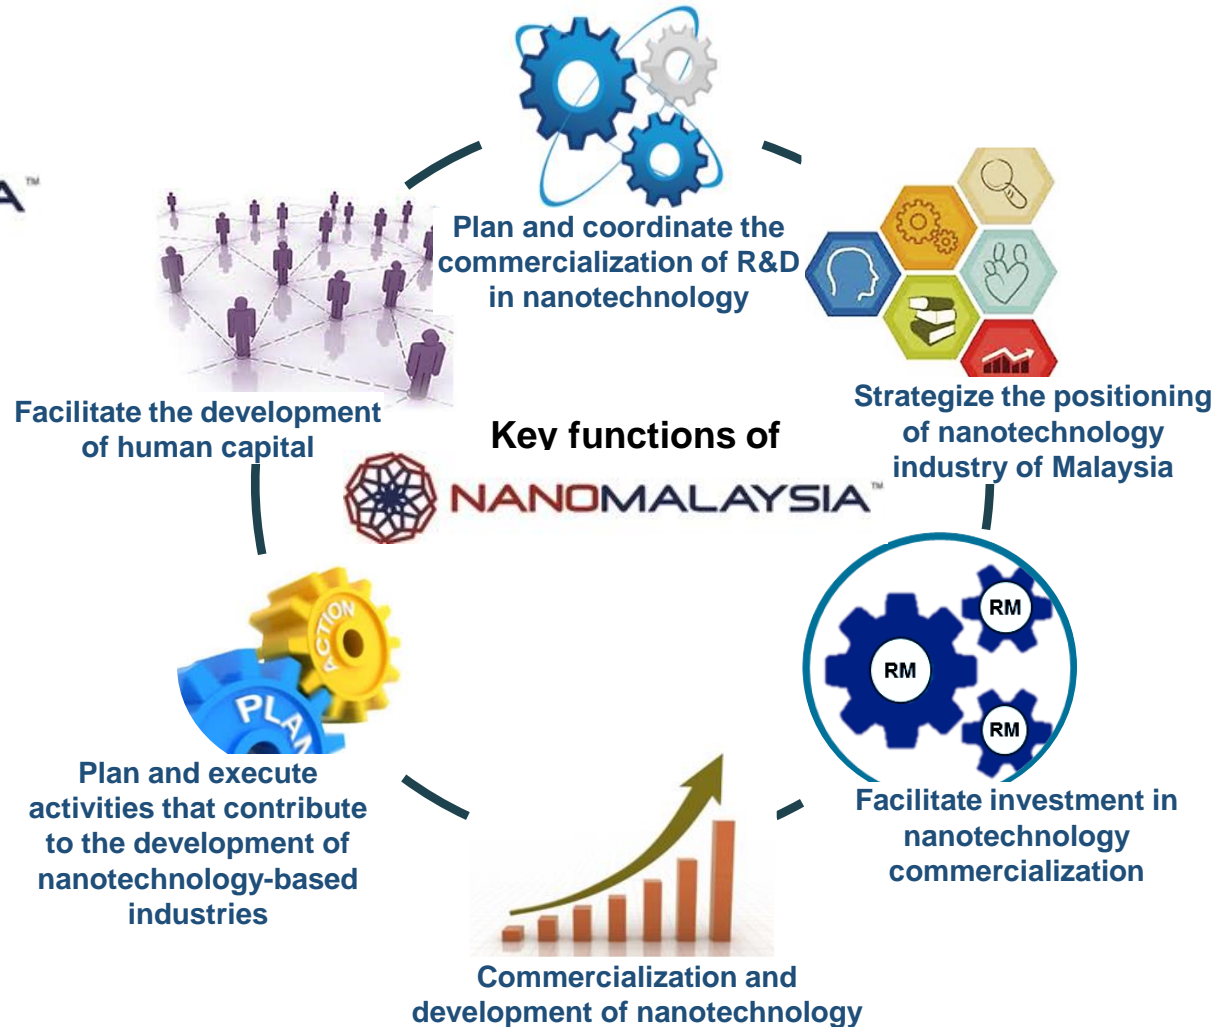 Plan and coordinate the
commercialization of R&D
in nanotechnology
Strategize the positioning
of nanotechnology
industry of Malaysia
RM
RM
RM
Facilitate investment in
nanotechnology
commercialization
Commercialization and
development of nanotechnology
ACTION
PLAN
Plan and execute
activities that contribute
to the development of
nanotechnology-based
industries
Facilitate the development
of human capital
Key functions of
NANOMALAYSIA™
A™